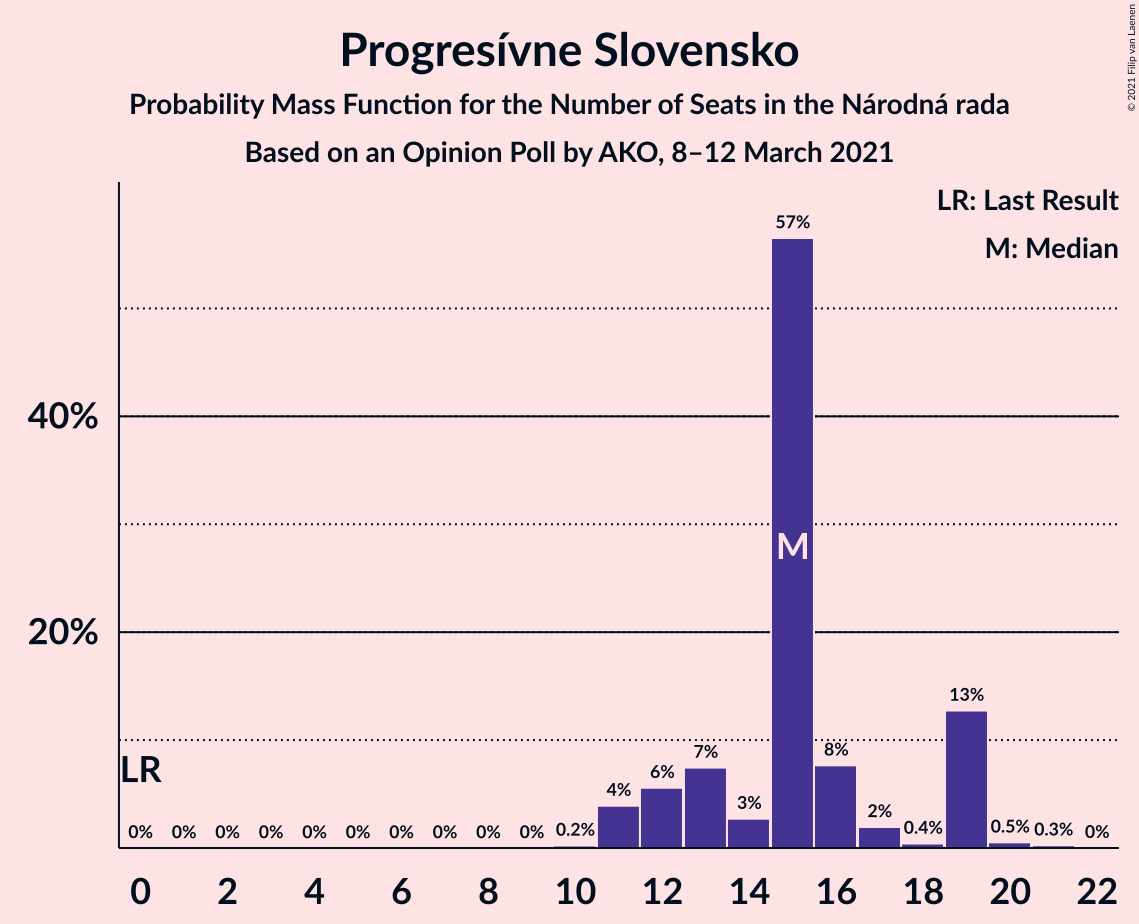 Progresívne Slovensko
Probability Mass Function for the Number of Seats in the Národná rada
Based on an Opinion Poll by AKO, 8–12 March 2021
© 2021 Filip van Laenen
LR: Last Result
M: Median
57%
40%
M
20%
13%
LR
0% 0% 0% 0% 0% 0% 0% 0% 0% 0% 0.2% 4% 6% 7% 3% 8% 2% 0.4% 0.5% 0.3% 0%
0 2 4 6 8 10 12 14 16 18 20 22